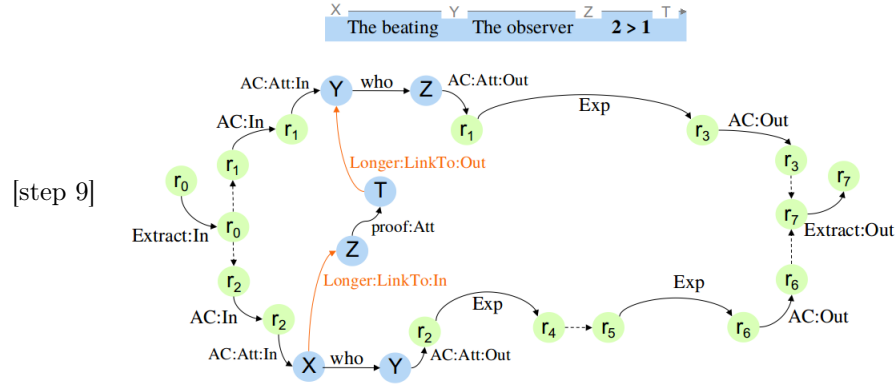 X Y Z T
The beating The observer 2 > 1
AC:Att:In Y who Z AC:Att:Out
Exp
AC:In r1 r1 r3 AC:Out
r1 r3
Longer:LinkTo:Out
r0 T r7
[step 9]
r0 proof:Att r7
Extract:In Z Extract:Out
r2 Longer:LinkTo:In r6
Exp Exp
AC:In r2 r2 r4 r5 r6 AC:Out
AC:Att:In X who Y AC:Att:Out